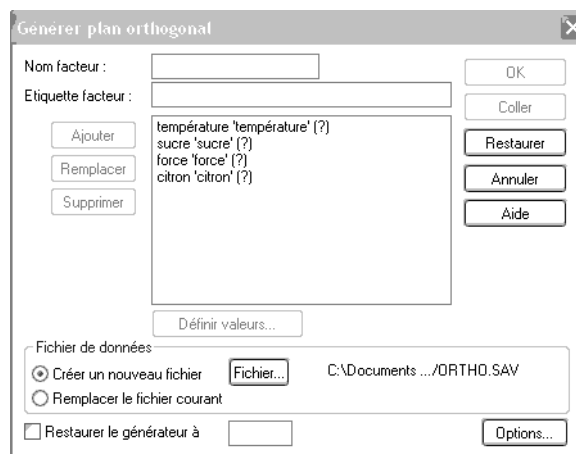 Générer plan orthogonal
Nom facteur :
OK
Etiquette facteur :
Coller
Ajouter
température 'température' (?)
sucre 'sucre' (?)
force 'force' (?)
citron 'citron' (?)
Restaurer
Remplacer
Annuler
Supprimer
Aide
Définir valeurs...
Fichier de données
Créer un nouveau fichier
Fichier...
C:\Documents .../ORTHO.SAV
Remplacer le fichier courant
Restaurer le générateur à
Options...